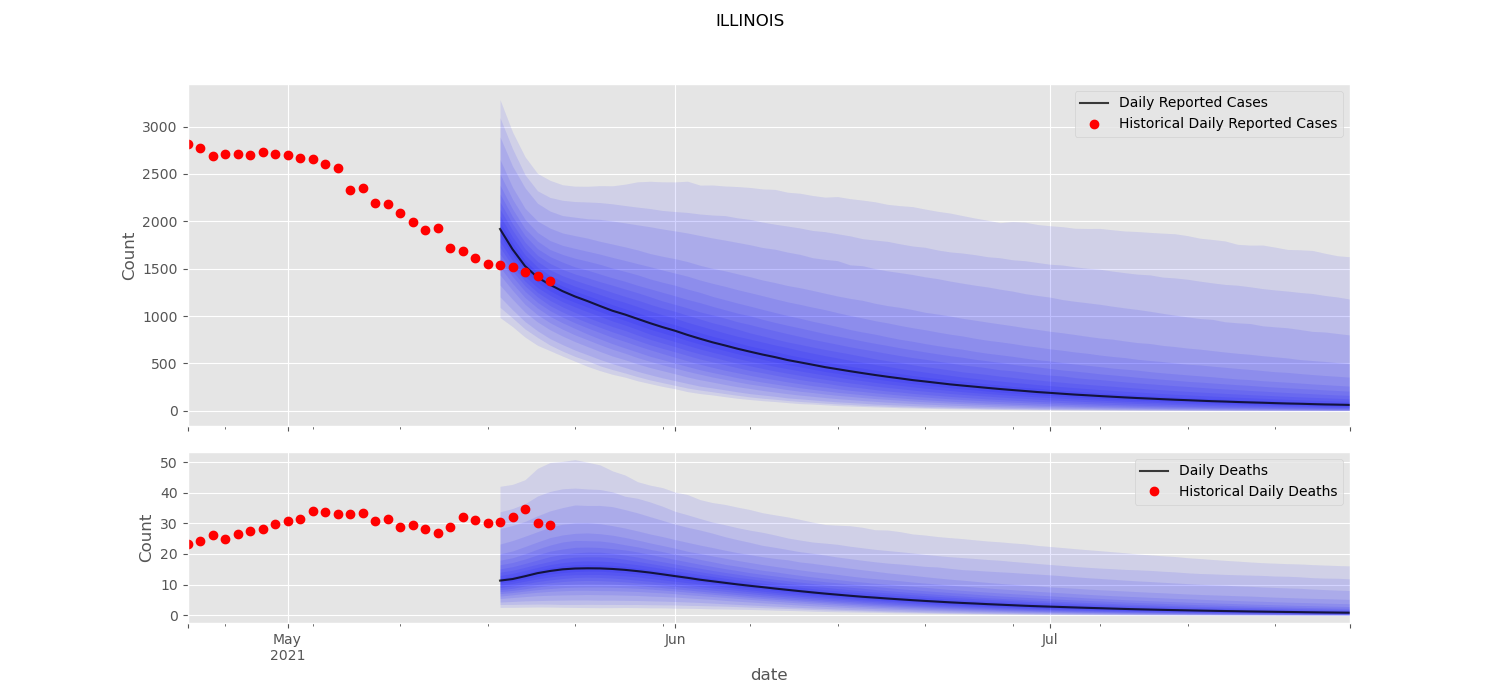 ILLINOIS
Daily Reported Cases
Historical Daily Reported Cases
3000
2500
2000
1500
1000
500
0
Count
Daily Deaths
Historical Daily Deaths
50
40
30
20
10
0
Count
May
2021
Jun
Jul
date